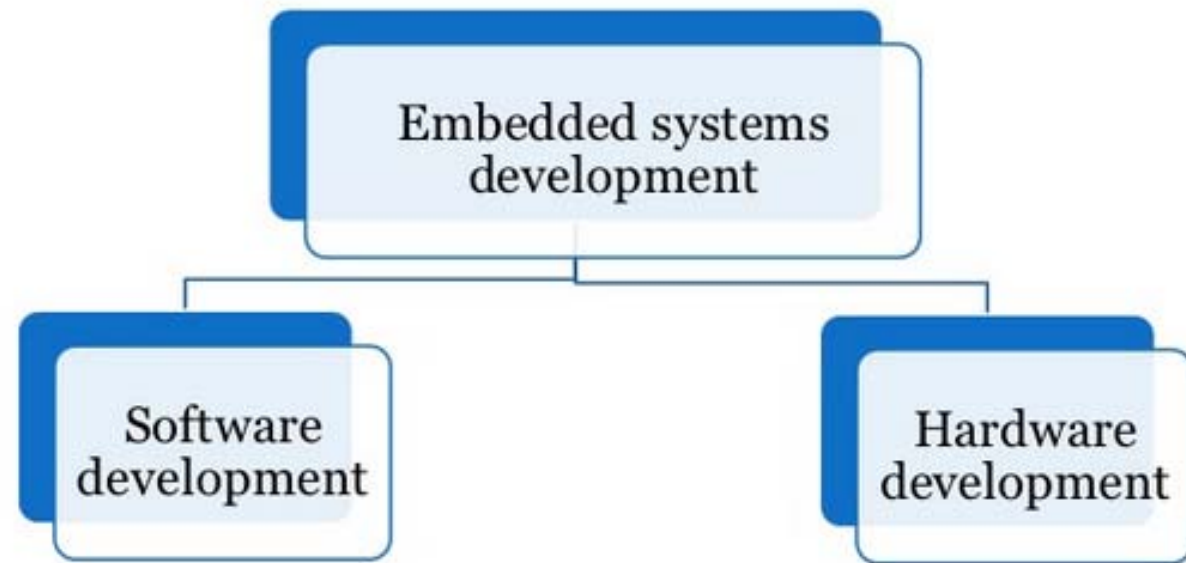 Embedded systems
development
Software
development
Hardware
development